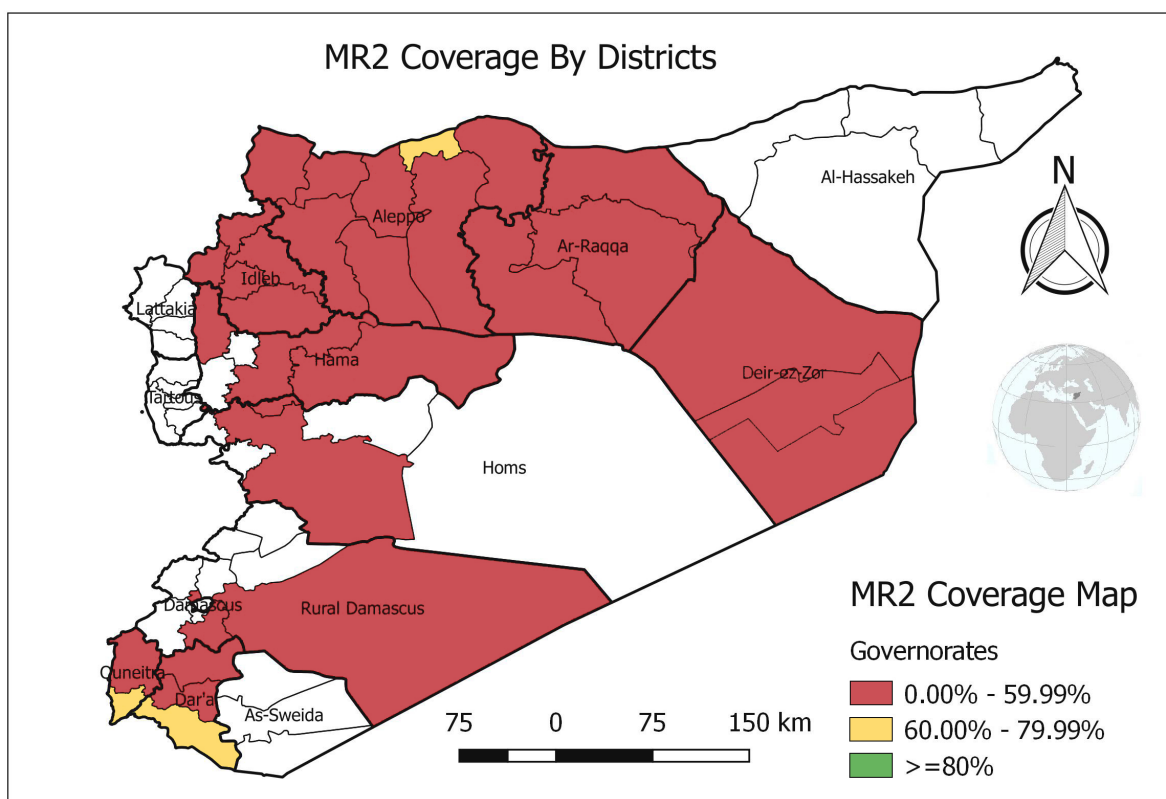 MR2 Coverage By Districts
N
Al-Hassakeh
Aleppo
Ar-Raqqa
Idleb
Lattakia
Hama
Deir-ez-Zor
Tartous
Homs
Damascus
Rural Damascus
Quneitra
Dar'a
As-Sweida
75 0 75 150 km
MR2 Coverage Map
Governorates
0.00% - 59.99%
60.00% - 79.99%
>=80%